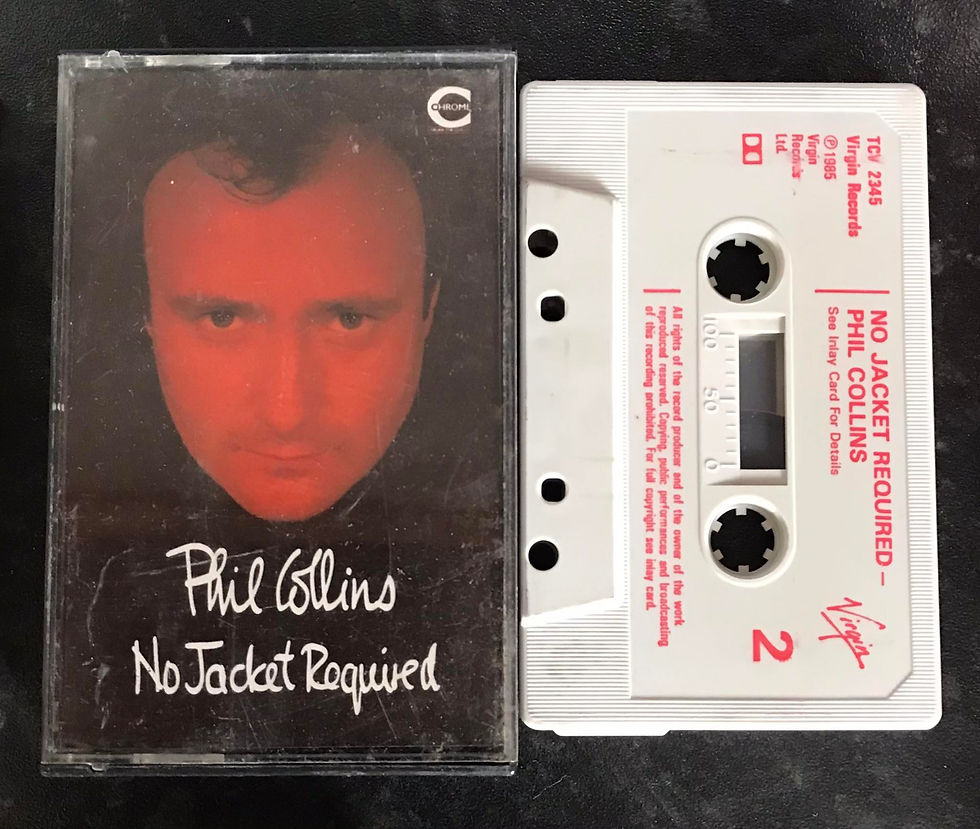 CHROME
Phil Collins
No Jacket Required
TCV 2345
Virgin Records
Ⓟ 1985
Virgin
Records
Ltd.
NO JACKET REQUIRED –
PHIL COLLINS
See Inlay Card For Details
Virgin
2
100 50 0
All rights of the record producer and of the owner of the work
reproduced reserved. Copying, public performances and broadcasting
of this recording prohibited. For full copyright see inlay card.